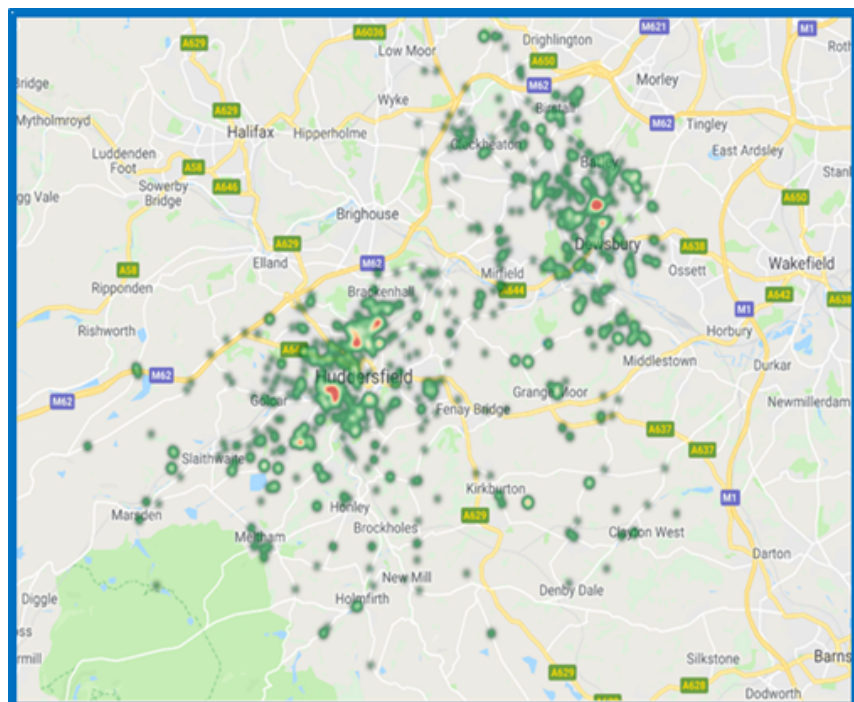 M621
M1
A629
A6036
Drighlington
Low Moor
Roth
A650
Morley
M62
Bridge
Wyke
Birstall
A629
Mytholmroyd
M62
Tingley
Halifax
Hipperholme
Cleckheaton
East Ardsley
Luddenden
Foot
A58
Batley
Stanl
Sowerby
Bridge
A646
gg Vale
A650
Brighouse
A629
Dewsbury
A638
Elland
M62
Mirfield
Ossett
Wakefield
A58
Ripponden
Brackenhall
A644
A642
A638
M1
Rishworth
Horbury
A64
Middlestown
Durkar
M62
Huddersfield
M62
Golcar
Grange Moor
Newmillerdam
Fenay Bridge
A637
A637
Slaithwaite
Kirkburton
M1
Marsden
Honley
A629
Meltham
Brockholes
Clayton West
Darton
New Mill
Diggle
Holmfirth
Denby Dale
ss
rmill
Silkstone
Barns
A629
A628
Dodworth